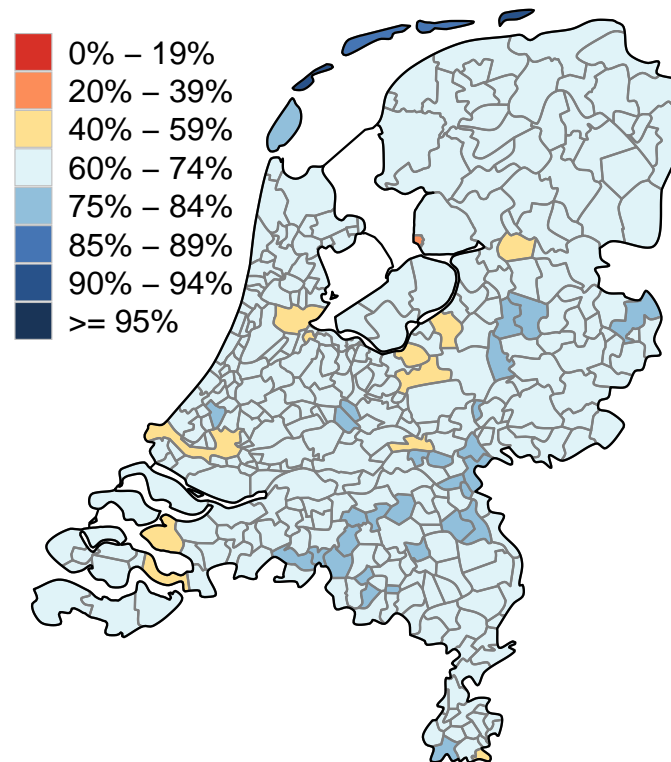 0% – 19%
20% – 39%
40% – 59%
60% – 74%
75% – 84%
85% – 89%
90% – 94%
>= 95%